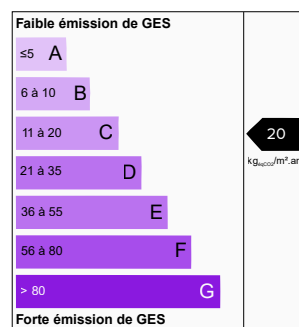 Faible émission de GES
≤5 A
6 à 10 B
11 à 20 C
20
kgéqCO2/m².an
21 à 35 D
36 à 55 E
56 à 80 F
> 80 G
Forte émission de GES